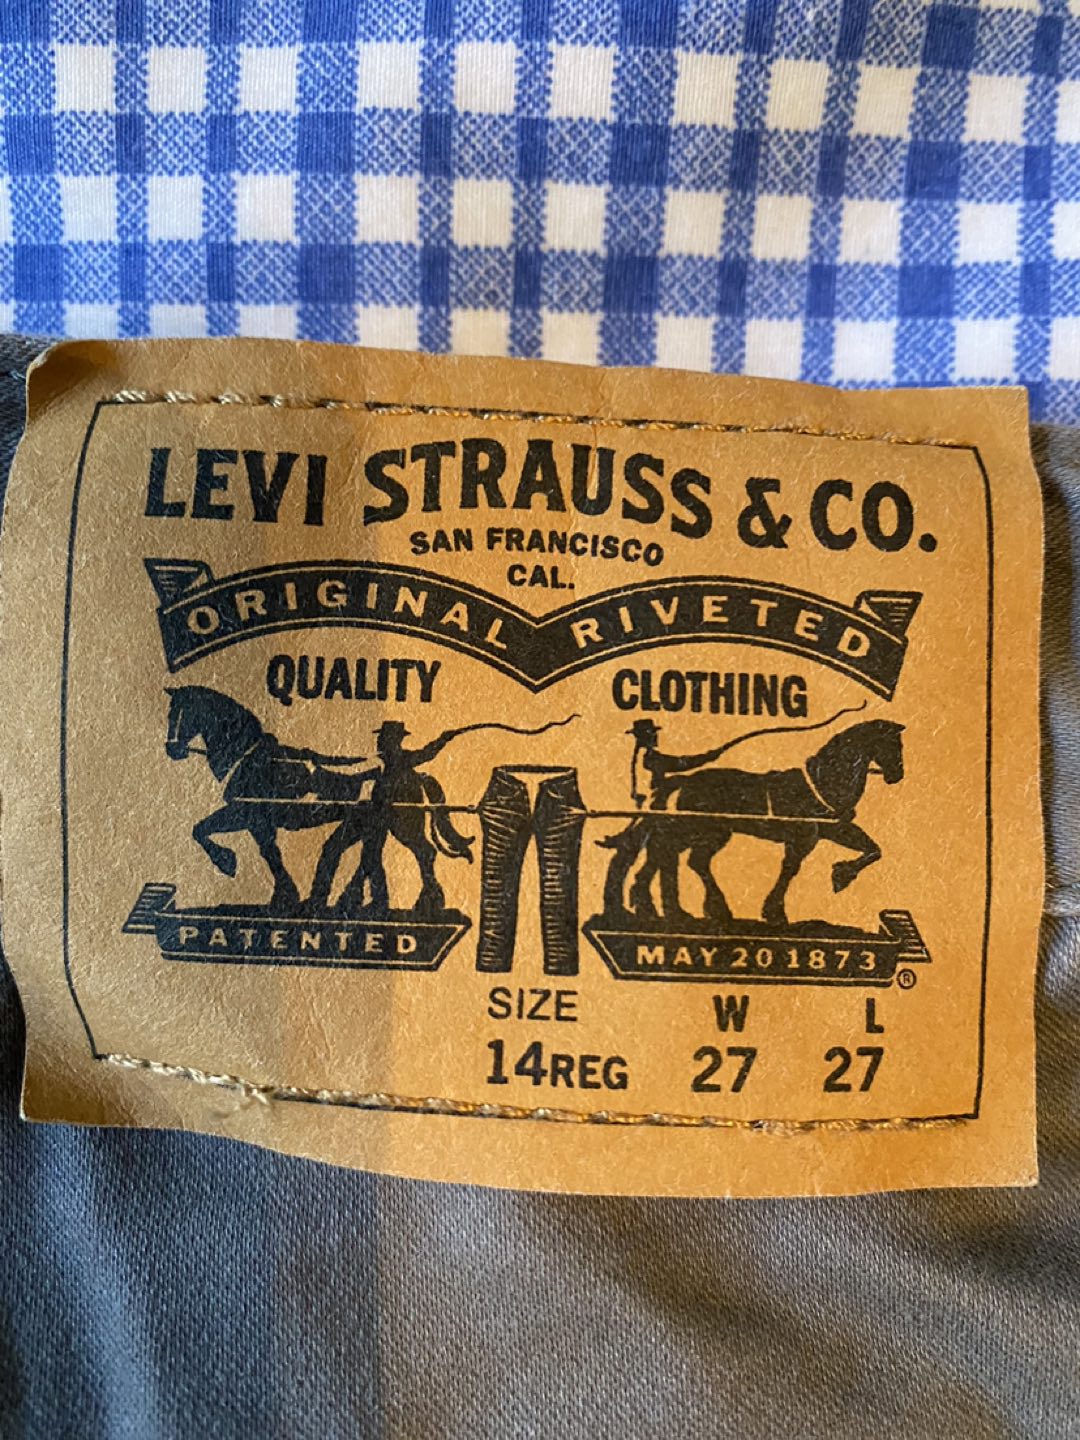 LEVI STRAUSS & CO.
SAN FRANCISCO
CAL.
ORIGINAL RIVETED
QUALITY CLOTHING
PATENTED MAY 20 1873 ®
SIZE W L
14REG 27 27